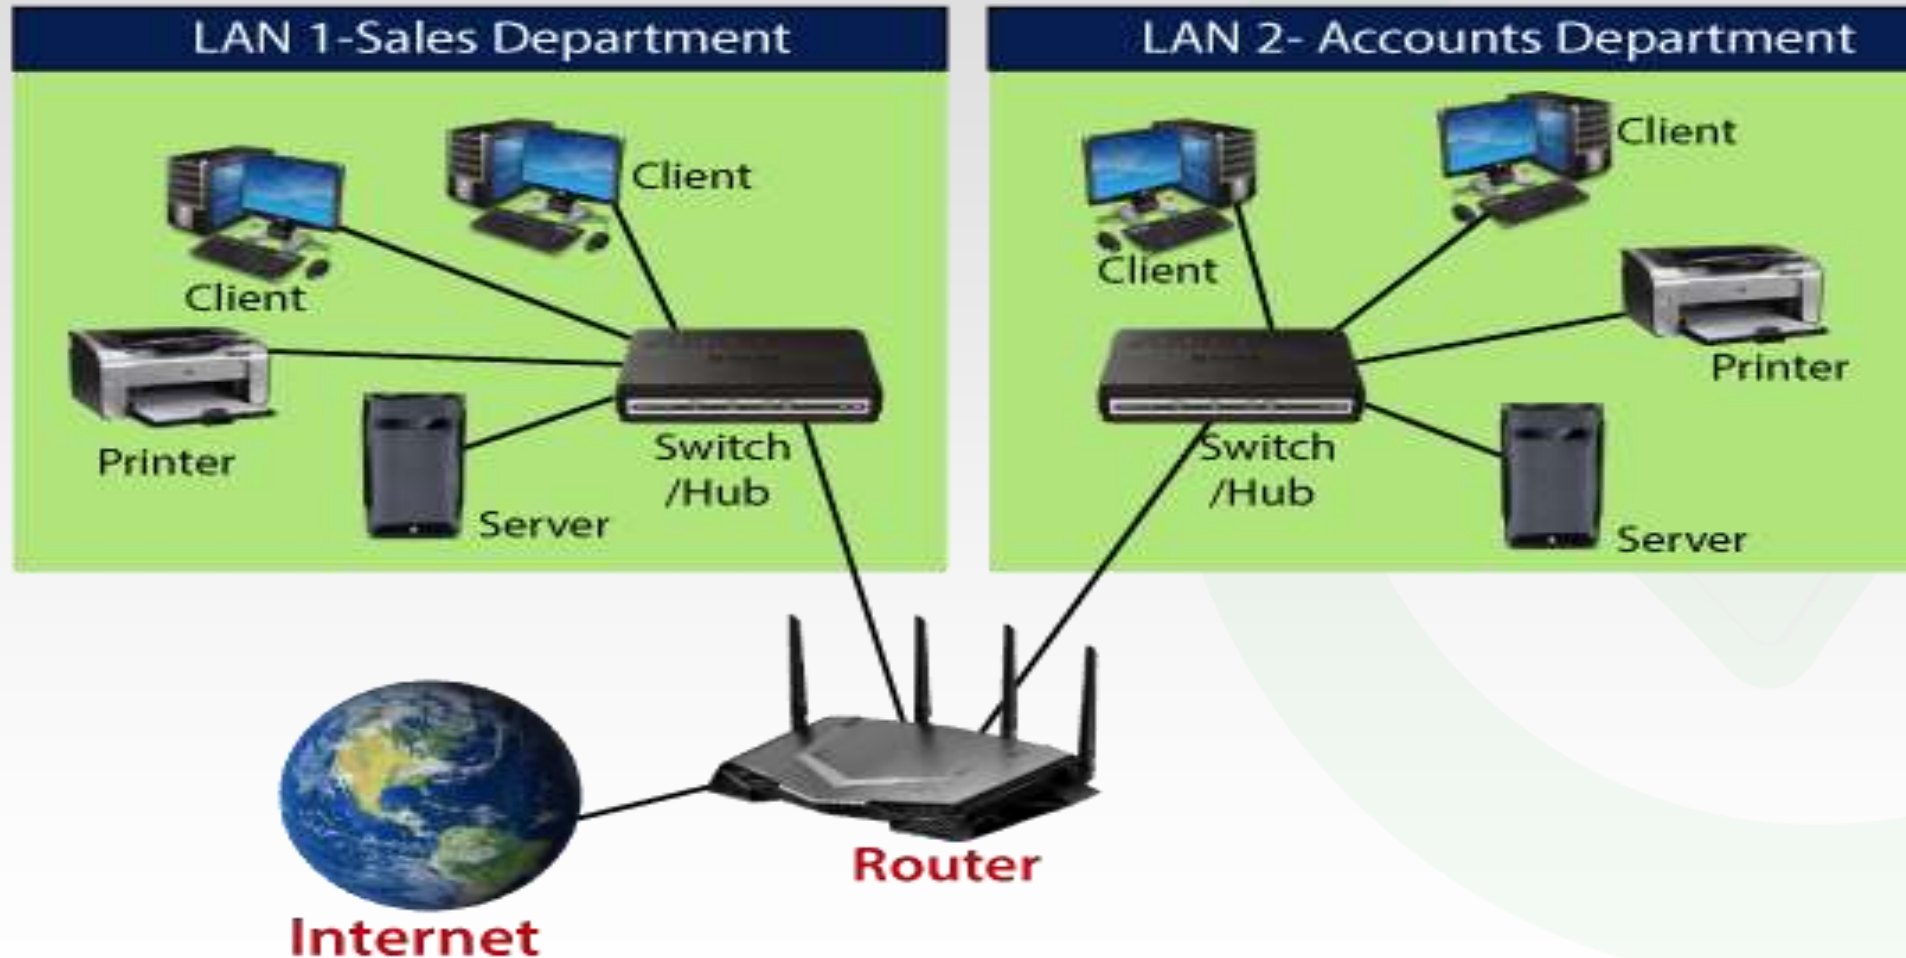 LAN 1-Sales Department
Client
Client
Printer
Server
Switch
/Hub
LAN 2- Accounts Department
Client
Client
Printer
Switch
/Hub
Server
Router
Internet